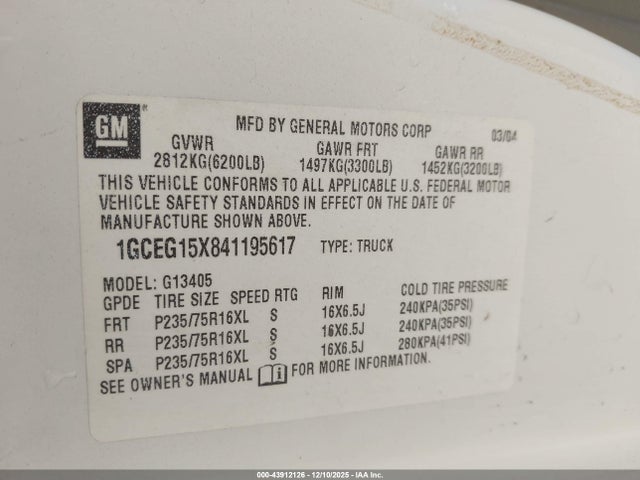 GM
MFD BY GENERAL MOTORS CORP 03/04
GVWR GAWR FRT GAWR RR
2812KG(6200LB) 1497KG(3300LB) 1452KG(3200LB)
THIS VEHICLE CONFORMS TO ALL APPLICABLE U.S. FEDERAL MOTOR
VEHICLE SAFETY STANDARDS IN EFFECT ON THE DATE OF
MANUFACTURE SHOWN ABOVE.
1GCEG15X841195617 TYPE: TRUCK
MODEL: G13405
GPDE TIRE SIZE SPEED RTG RIM COLD TIRE PRESSURE
FRT P235/75R16XL S 16X6.5J 240KPA(35PSI)
RR P235/75R16XL S 16X6.5J 240KPA(35PSI)
SPA P235/75R16XL S 16X6.5J 280KPA(41PSI)
SEE OWNER'S MANUAL FOR MORE INFORMATION.
000-43912126 - 12/10/2025 - IAA Inc.